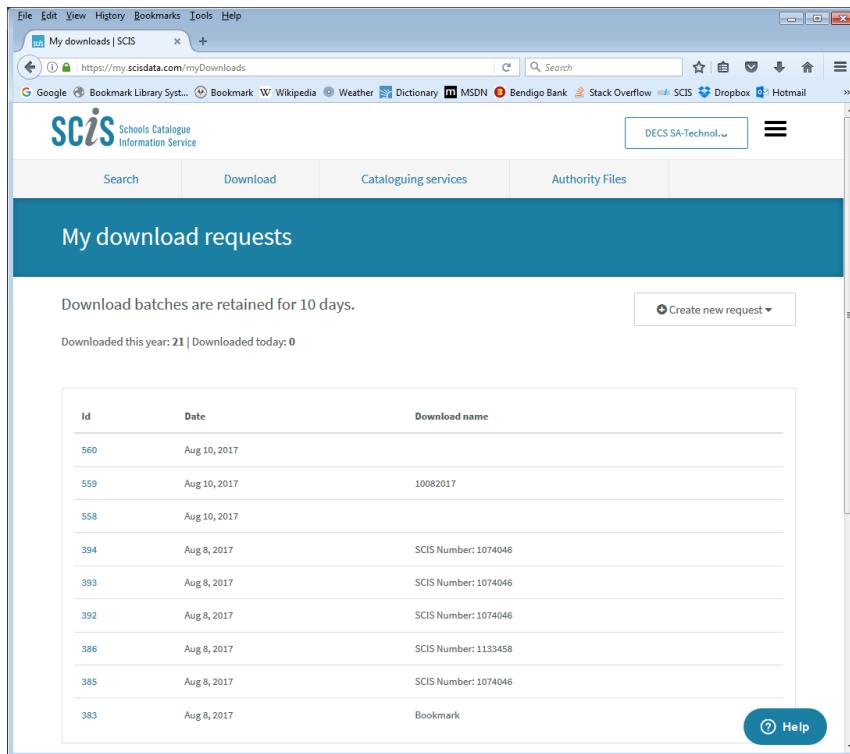 File Edit View History Bookmarks Tools Help
scis My downloads | SCIS × +
https://my.scisdata.com/myDownloads Search
Google Bookmark Library Syst... Bookmark W Wikipedia Weather Dictionary m MSDN Bendigo Bank Stack Overflow SCIS Dropbox Hotmail »
SCiS Schools Catalogue
Information Service
DECS SA-Technol...
Search Download Cataloguing services Authority Files
My download requests
Download batches are retained for 10 days.
Create new request
Downloaded this year: 21 | Downloaded today: 0
Id Date Download name
560 Aug 10, 2017
559 Aug 10, 2017 10082017
558 Aug 10, 2017
394 Aug 8, 2017 SCIS Number: 1074046
393 Aug 8, 2017 SCIS Number: 1074046
392 Aug 8, 2017 SCIS Number: 1074046
386 Aug 8, 2017 SCIS Number: 1133458
385 Aug 8, 2017 SCIS Number: 1074046
383 Aug 8, 2017 Bookmark
Help